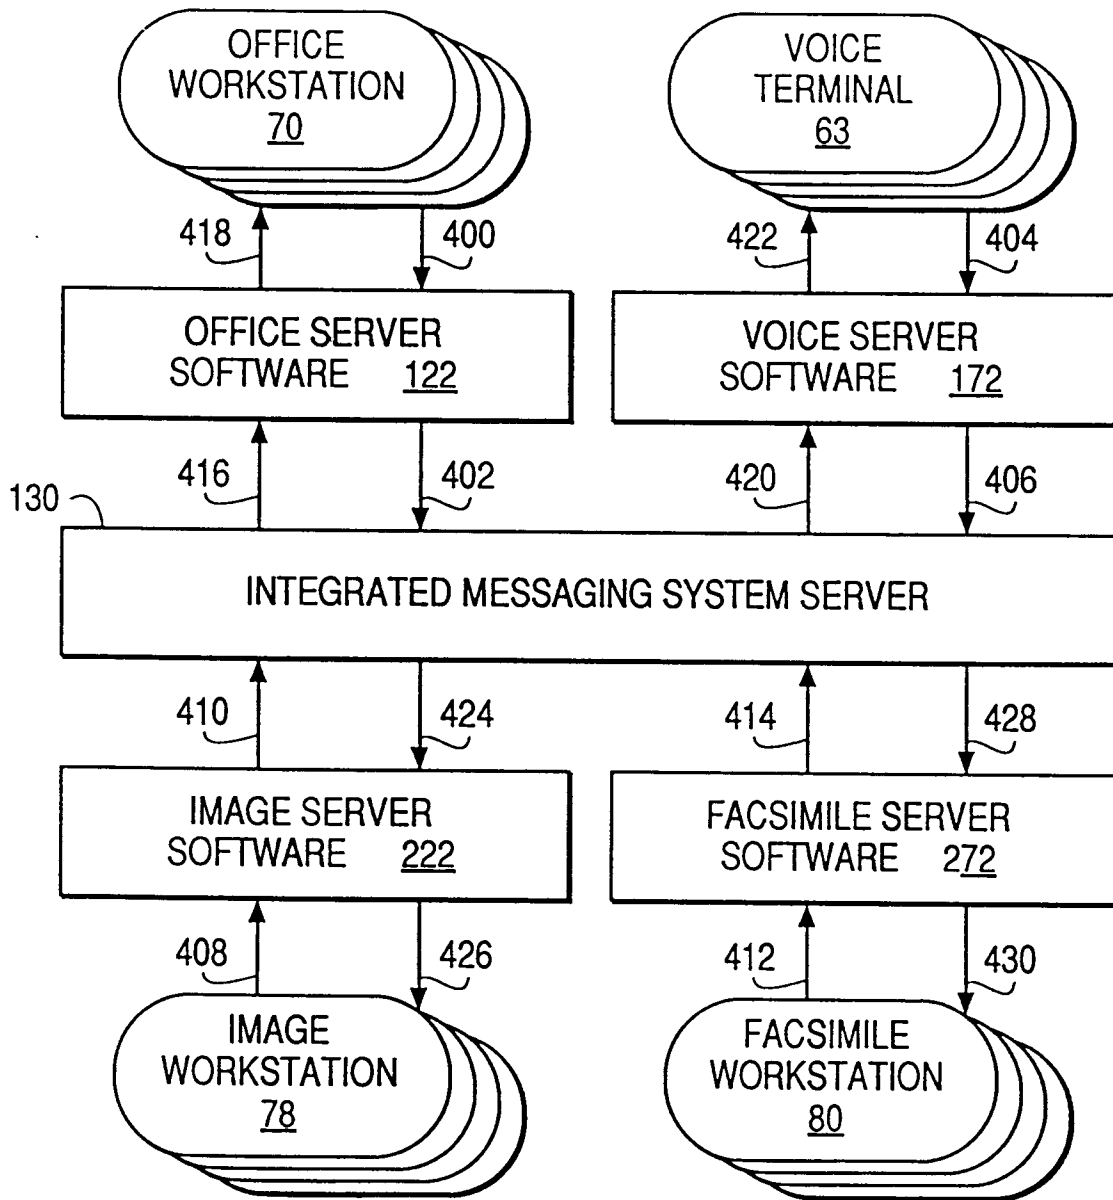 OFFICE
WORKSTATION
70
VOICE
TERMINAL
63
418
400
422
404
OFFICE SERVER
SOFTWARE 122
VOICE SERVER
SOFTWARE 172
416
402
420
406
130
INTEGRATED MESSAGING SYSTEM SERVER
410
424
414
428
IMAGE SERVER
SOFTWARE 222
FACSIMILE SERVER
SOFTWARE 272
408
426
412
430
IMAGE
WORKSTATION
78
FACSIMILE
WORKSTATION
80